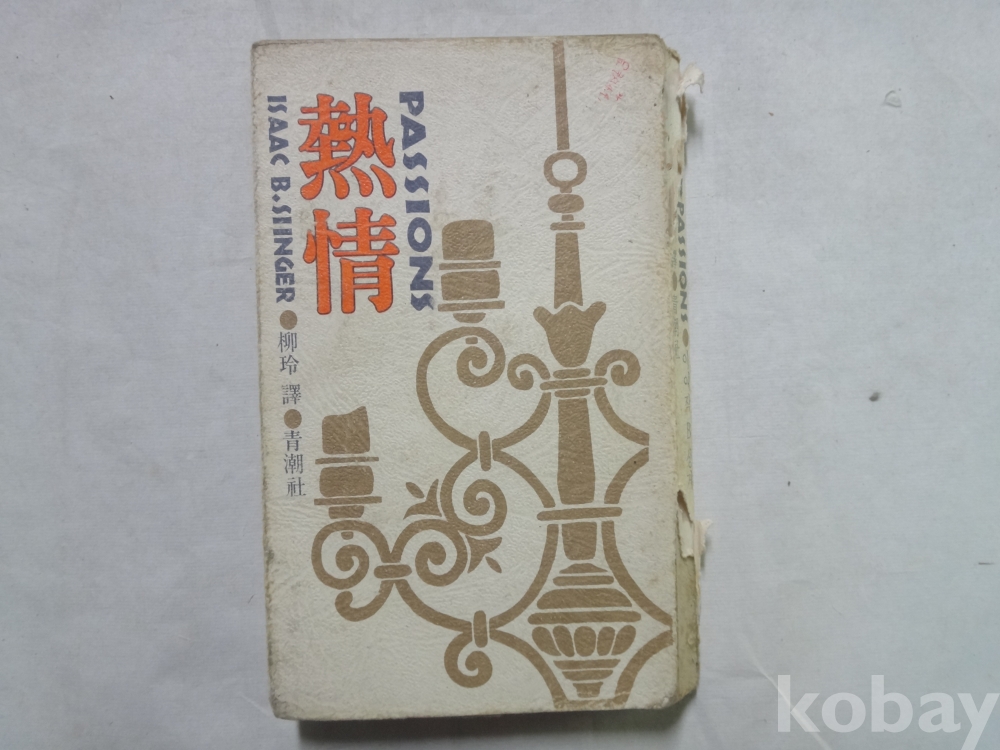 PASSIONS
熱情
ISAAC B.SINGER●柳玲 譯●青潮社
PASSIONS
kobay